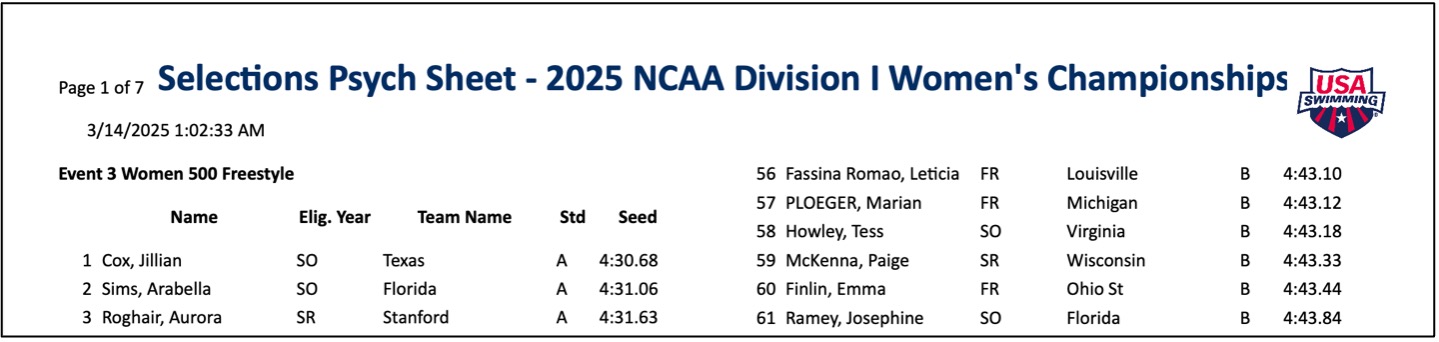 Page 1 of 7 Selections Psych Sheet - 2025 NCAA Division I Women's Championships
USA
SWIMMING
3/14/2025 1:02:33 AM
Event 3 Women 500 Freestyle
Name Elig. Year Team Name Std Seed
1 Cox, Jillian SO Texas A 4:30.68
2 Sims, Arabella SO Florida A 4:31.06
3 Roghair, Aurora SR Stanford A 4:31.63
56 Fassina Romao, Leticia FR Louisville B 4:43.10
57 PLOEGER, Marian FR Michigan B 4:43.12
58 Howley, Tess SO Virginia B 4:43.18
59 McKenna, Paige SR Wisconsin B 4:43.33
60 Finlin, Emma FR Ohio St B 4:43.44
61 Ramey, Josephine SO Florida B 4:43.84